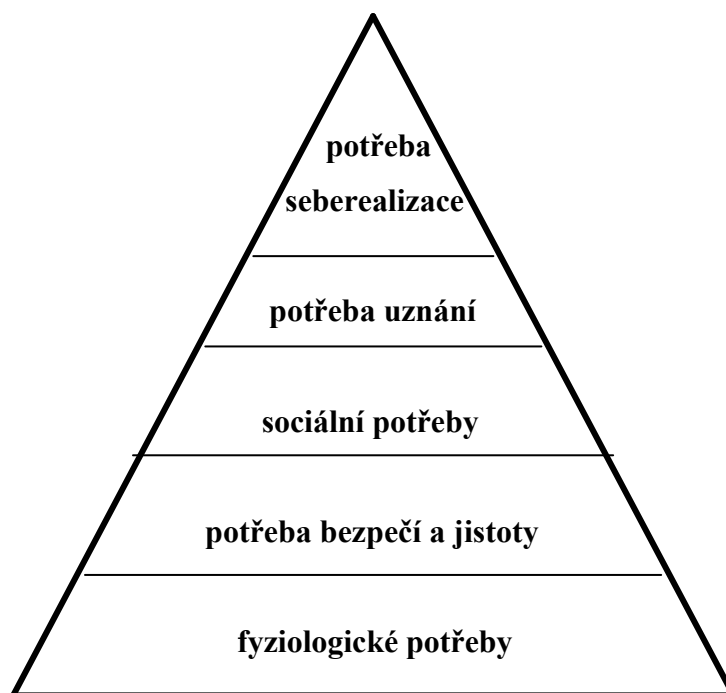 potřeba
seberealizace
potřeba uznání
sociální potřeby
potřeba bezpečí a jistoty
fyziologické potřeby